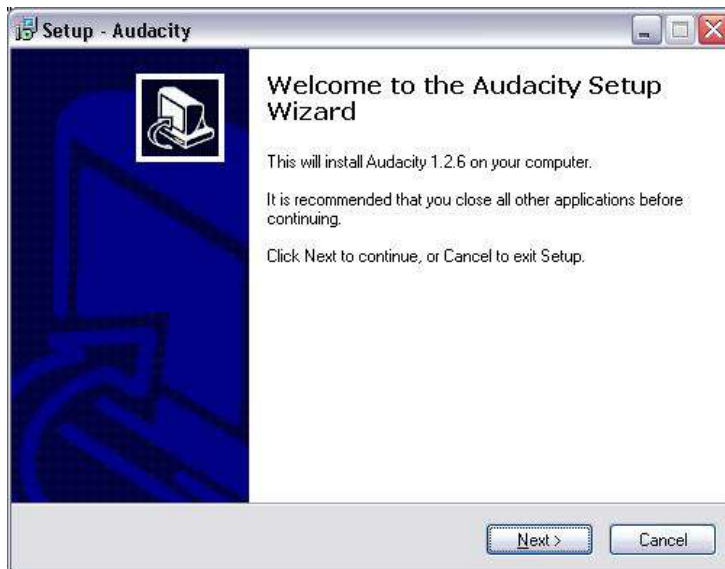 Setup - Audacity
Welcome to the Audacity Setup
Wizard
This will install Audacity 1.2.6 on your computer.
It is recommended that you close all other applications before
continuing.
Click Next to continue, or Cancel to exit Setup.
Next >
Cancel